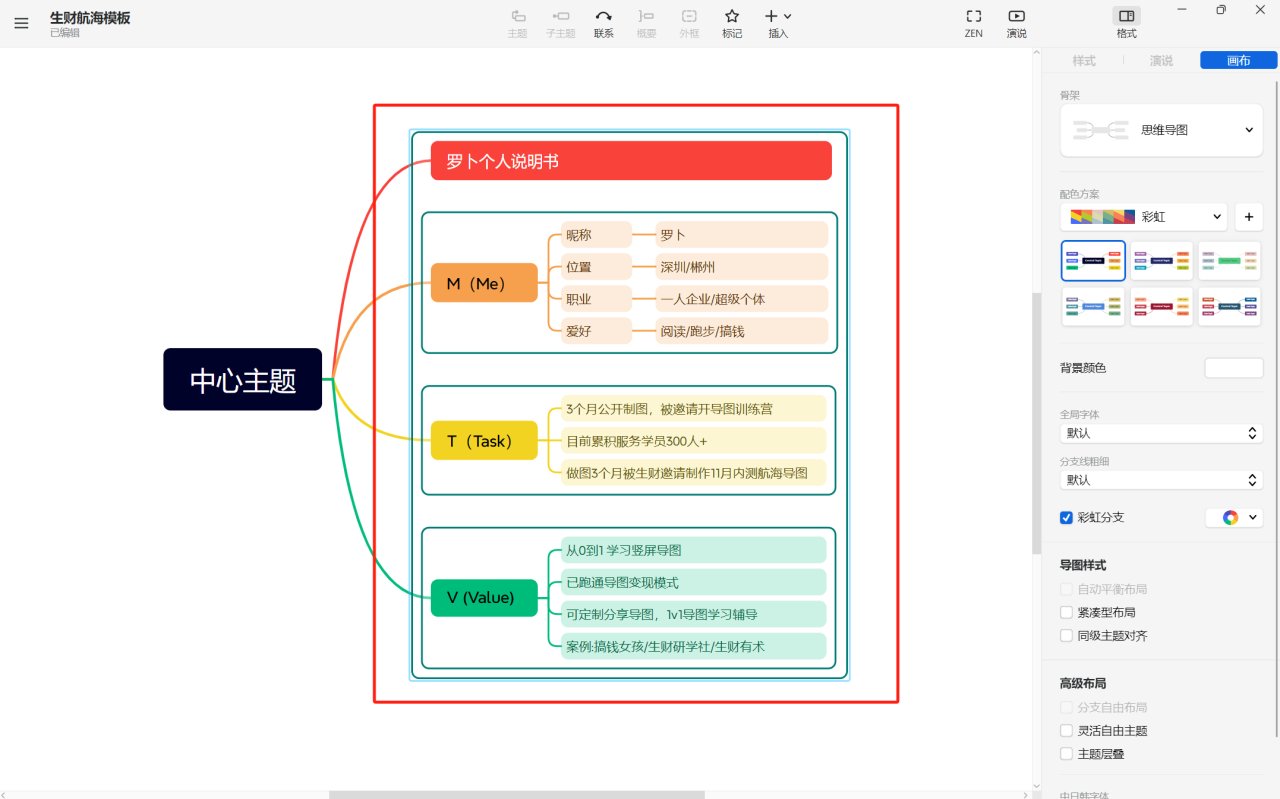 生财航海模板
已编辑
主题
子主题
联系
概要
外框
标记
插入
ZEN
演说
格式
样式
演说
画布
骨架
思维导图
配色方案
彩虹
背景颜色
全局字体
默认
分支线粗细
默认
彩虹分支
导图样式
自动平衡布局
紧凑型布局
同级主题对齐
高级布局
分支自由布局
灵活自由主题
主题层叠
中日韩字体
中心主题
罗卜个人说明书
M（Me）
昵称 罗卜
位置 深圳/郴州
职业 一人企业/超级个体
爱好 阅读/跑步/搞钱
T（Task）
3个月公开制图，被邀请开导图训练营
目前累积服务学员300人+
做图3个月被生财邀请制作11月内测航海导图
V (Value)
从0到1 学习竖屏导图
已跑通导图变现模式
可定制分享导图，1v1导图学习辅导
案例:搞钱女孩/生财研学社/生财有术